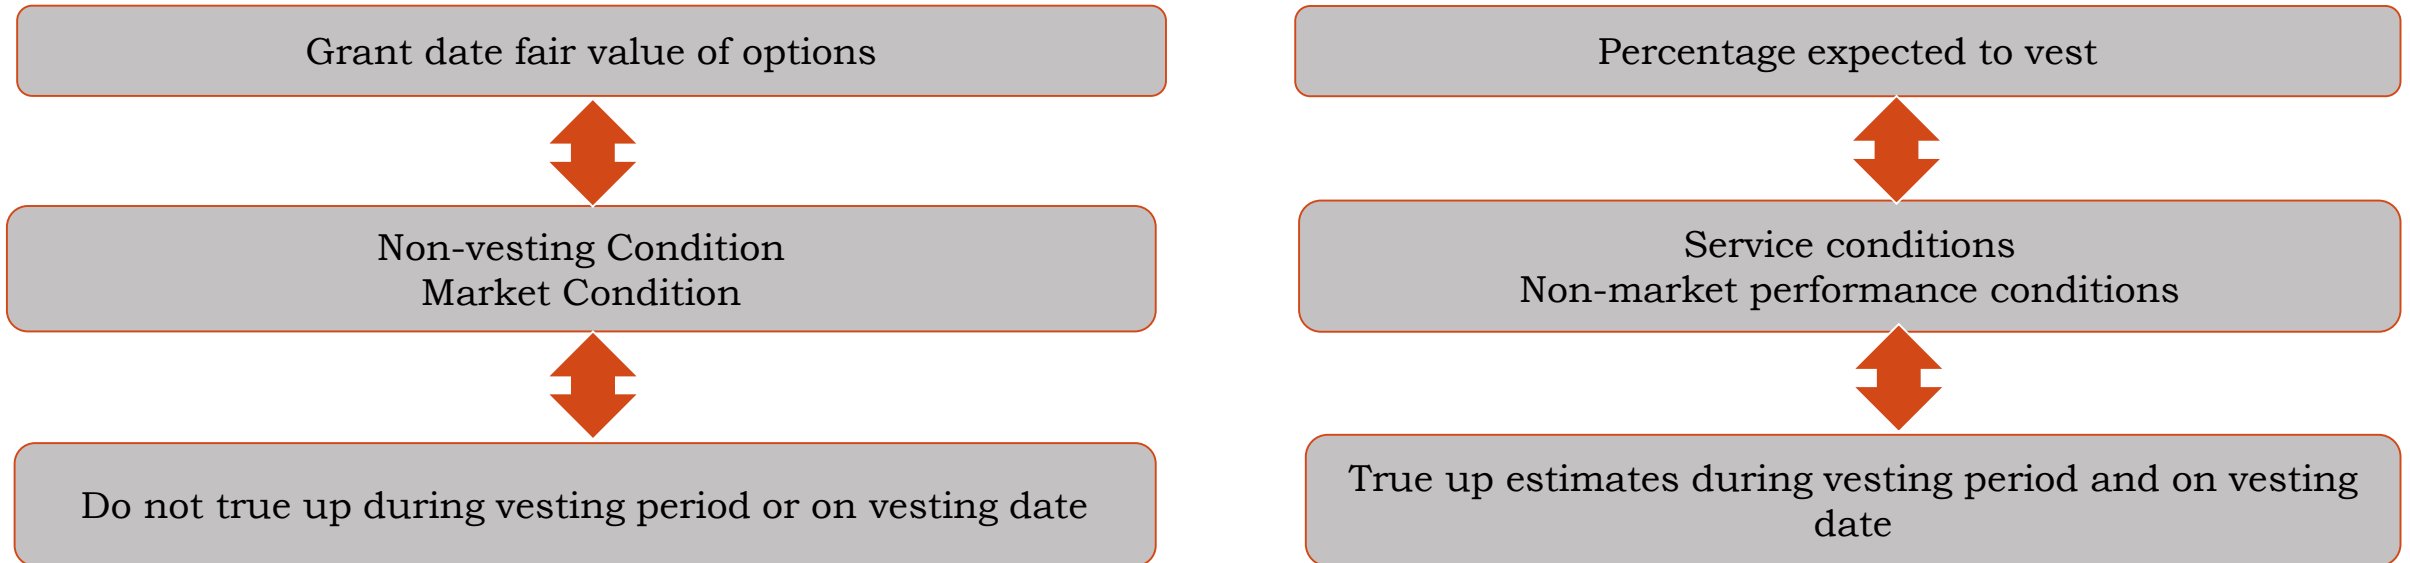 Grant date fair value of options
Non-vesting Condition
Market Condition
Do not true up during vesting period or on vesting date
Percentage expected to vest
Service conditions
Non-market performance conditions
True up estimates during vesting period and on vesting
date